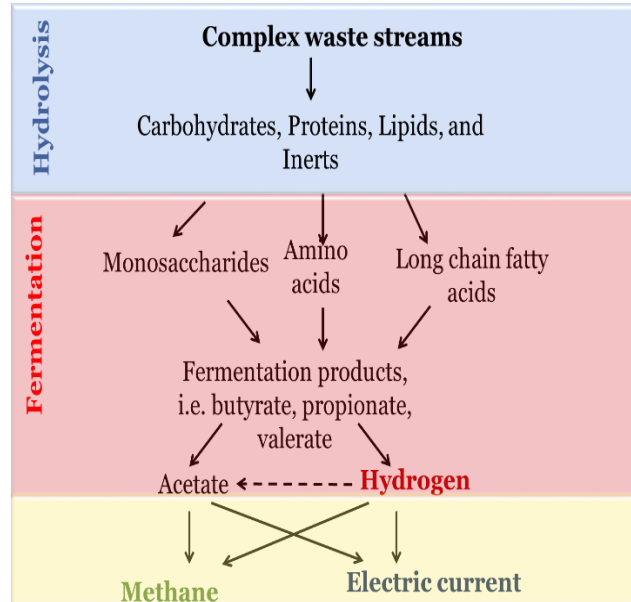 Hydrolysis
Complex waste streams
Carbohydrates, Proteins, Lipids, and
Inerts
Fermentation
Monosaccharides
Amino
acids
Long chain fatty
acids
Fermentation products,
i.e. butyrate, propionate,
valerate
Acetate
Hydrogen
Methane
Electric current